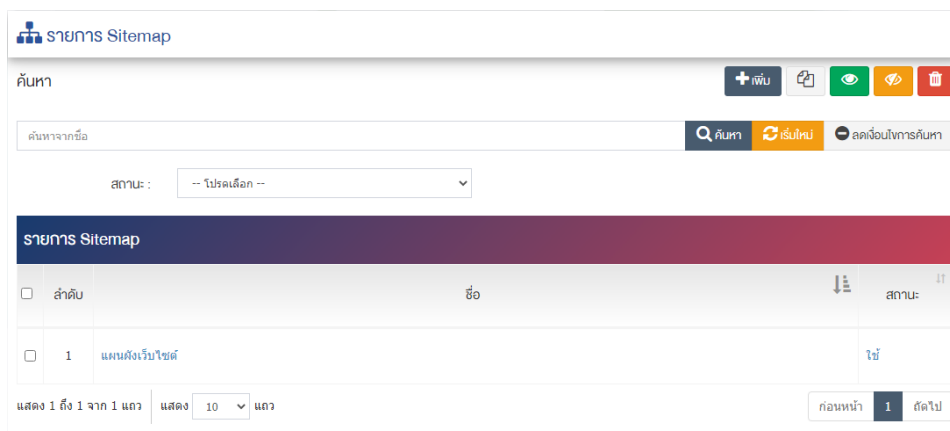 รายการ Sitemap
ค้นหา
เพิ่ม
ค้นหาจากชื่อ
ค้นหา
เริ่มใหม่
ลดเงื่อนไขการค้นหา
สถานะ :
-- โปรดเลือก --
รายการ Sitemap
ลำดับ ชื่อ สถานะ
1 แผนผังเว็บไซต์ ใช้
แสดง 1 ถึง 1 จาก 1 แถว แสดง 10 แถว ก่อนหน้า 1 ถัดไป